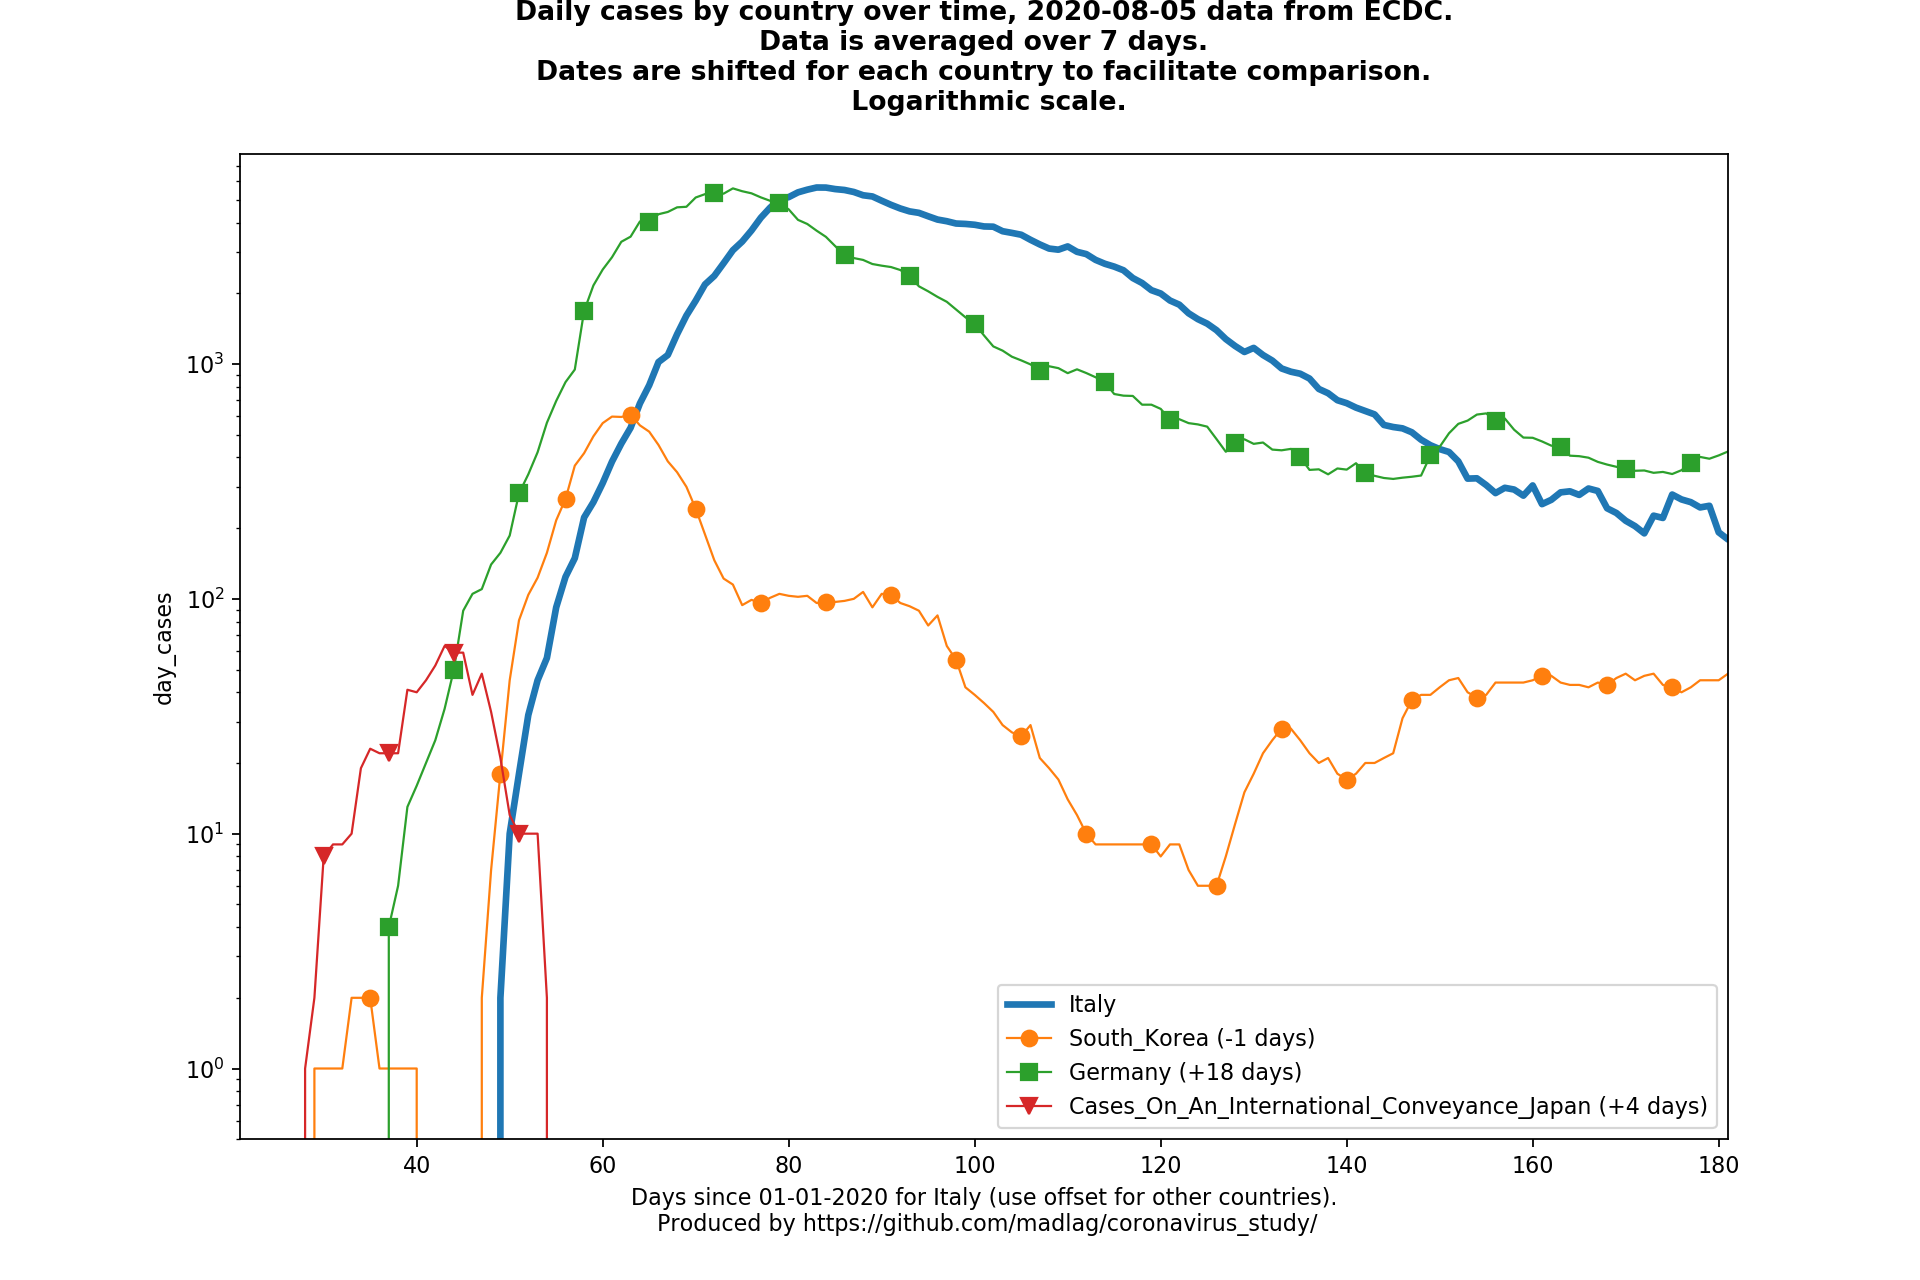 Daily cases by country over time, 2020-08-05 data from ECDC.
Data is averaged over 7 days.
Dates are shifted for each country to facilitate comparison.
Logarithmic scale.
day_cases
10³
10²
10¹
10⁰
Italy
South_Korea (-1 days)
Germany (+18 days)
Cases_On_An_International_Conveyance_Japan (+4 days)
40 60 80 100 120 140 160 180
Days since 01-01-2020 for Italy (use offset for other countries).
Produced by https://github.com/madlag/coronavirus_study/